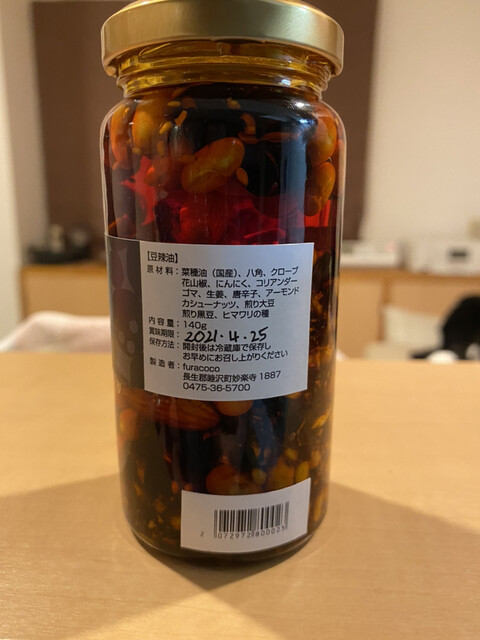 【豆辣油】
原材料：菜種油（国産）、八角、クローブ
花山椒、にんにく、コリアンダー
ゴマ、生姜、唐辛子、アーモンド
カシューナッツ、煎り大豆
煎り黒豆、ヒマワリの種
内容量：140g
賞味期限：2021.4.25
保存方法：開封後は冷蔵庫で保存し
お早めにお召し上がりください
製造者：furacoco
長生郡睦沢町妙楽寺 1887
0475-36-5700
2 072972 800025